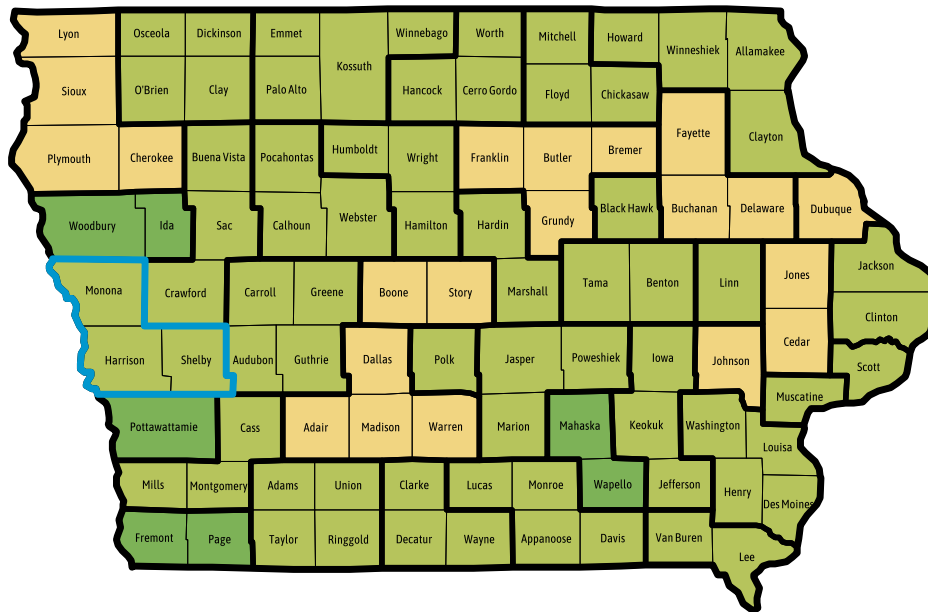 Lyon
Osceola
Dickinson
Emmet
Winnebago
Worth
Mitchell
Howard
Winneshiek
Allamakee
Kossuth
Sioux
O'Brien
Clay
Palo Alto
Hancock
Cerro Gordo
Floyd
Chickasaw
Fayette
Clayton
Plymouth
Cherokee
Buena Vista
Pocahontas
Humboldt
Wright
Franklin
Butler
Bremer
Woodbury
Ida
Sac
Calhoun
Webster
Hamilton
Hardin
Grundy
Black Hawk
Buchanan
Delaware
Dubuque
Monona
Crawford
Carroll
Greene
Boone
Story
Marshall
Tama
Benton
Linn
Jones
Jackson
Clinton
Cedar
Harrison
Shelby
Audubon
Guthrie
Dallas
Polk
Jasper
Poweshiek
Iowa
Johnson
Scott
Muscatine
Pottawattamie
Cass
Adair
Madison
Warren
Marion
Mahaska
Keokuk
Washington
Louisa
Mills
Montgomery
Adams
Union
Clarke
Lucas
Monroe
Wapello
Jefferson
Henry
Des Moines
Fremont
Page
Taylor
Ringgold
Decatur
Wayne
Appanoose
Davis
Van Buren
Lee